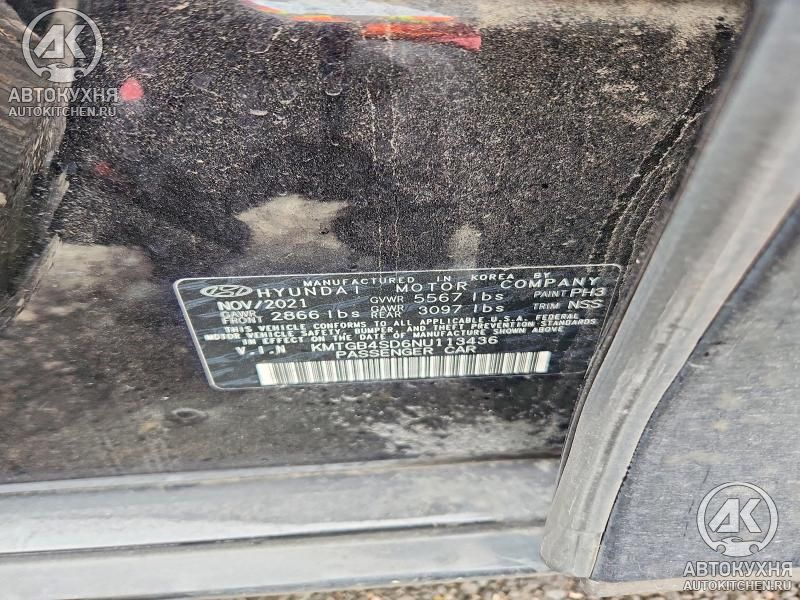 АК
АВТОКУХНЯ
AUTOKITCHEN.RU
MANUFACTURED IN KOREA BY
HYUNDAI MOTOR COMPANY
NOV/2021 GVWR 5567 lbs PAINT PH3
GAWR FRONT 2866 lbs GAWR REAR 3097 lbs TRIM NSS
THIS VEHICLE CONFORMS TO ALL APPLICABLE U.S.A. FEDERAL
MOTOR VEHICLE SAFETY, BUMPER, AND THEFT PREVENTION STANDARDS
IN EFFECT ON THE DATE OF MANUFACTURE SHOWN ABOVE.
V.I.N KMTGB4SD6NU113436
PASSENGER CAR
АК
АВТОКУХНЯ
AUTOKITCHEN.RU